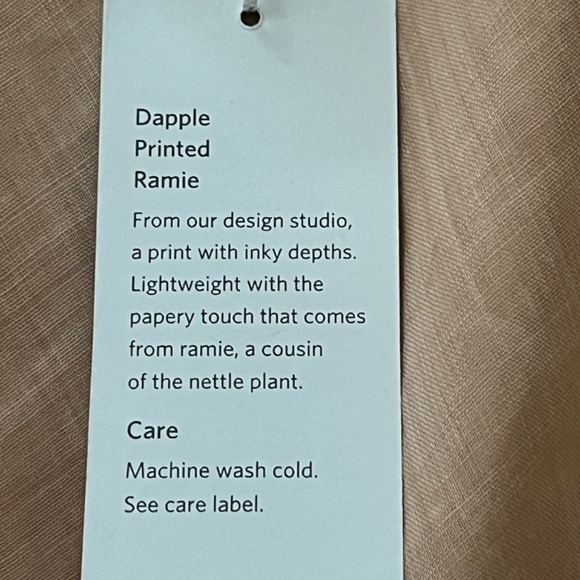 Dapple
Printed
Ramie
From our design studio,
a print with inky depths.
Lightweight with the
papery touch that comes
from ramie, a cousin
of the nettle plant.
Care
Machine wash cold.
See care label.